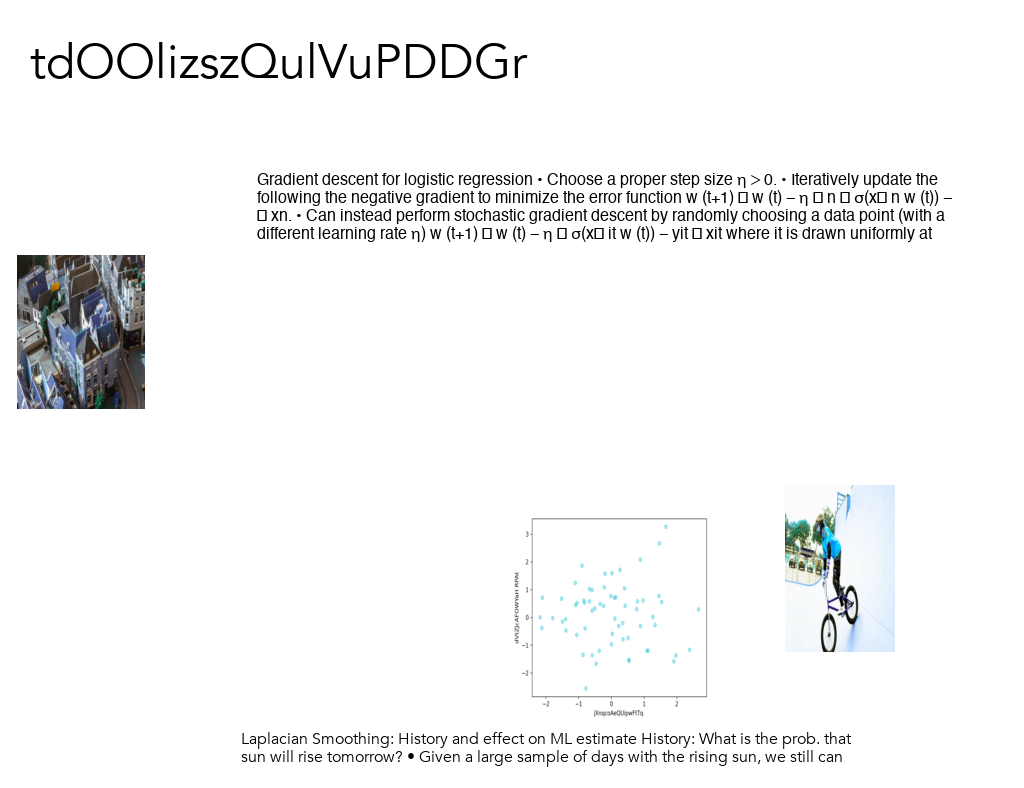 tdOOlizszQulVuPDDGr
Gradient descent for logistic regression • Choose a proper step size η > 0. • Iteratively update the
following the negative gradient to minimize the error function w (t+1) □ w (t) – η □ n □ σ(x□ n w (t)) –
□ xn. • Can instead perform stochastic gradient descent by randomly choosing a data point (with a
different learning rate η) w (t+1) □ w (t) – η □ σ(x□ it w (t)) – yit □ xit where it is drawn uniformly at
3
2
1
0
−1
−2
−2 −1 0 1 2
jXnqcoAeQUipwFtTq
Laplacian Smoothing: History and effect on ML estimate History: What is the prob. that
sun will rise tomorrow? • Given a large sample of days with the rising sun, we still can